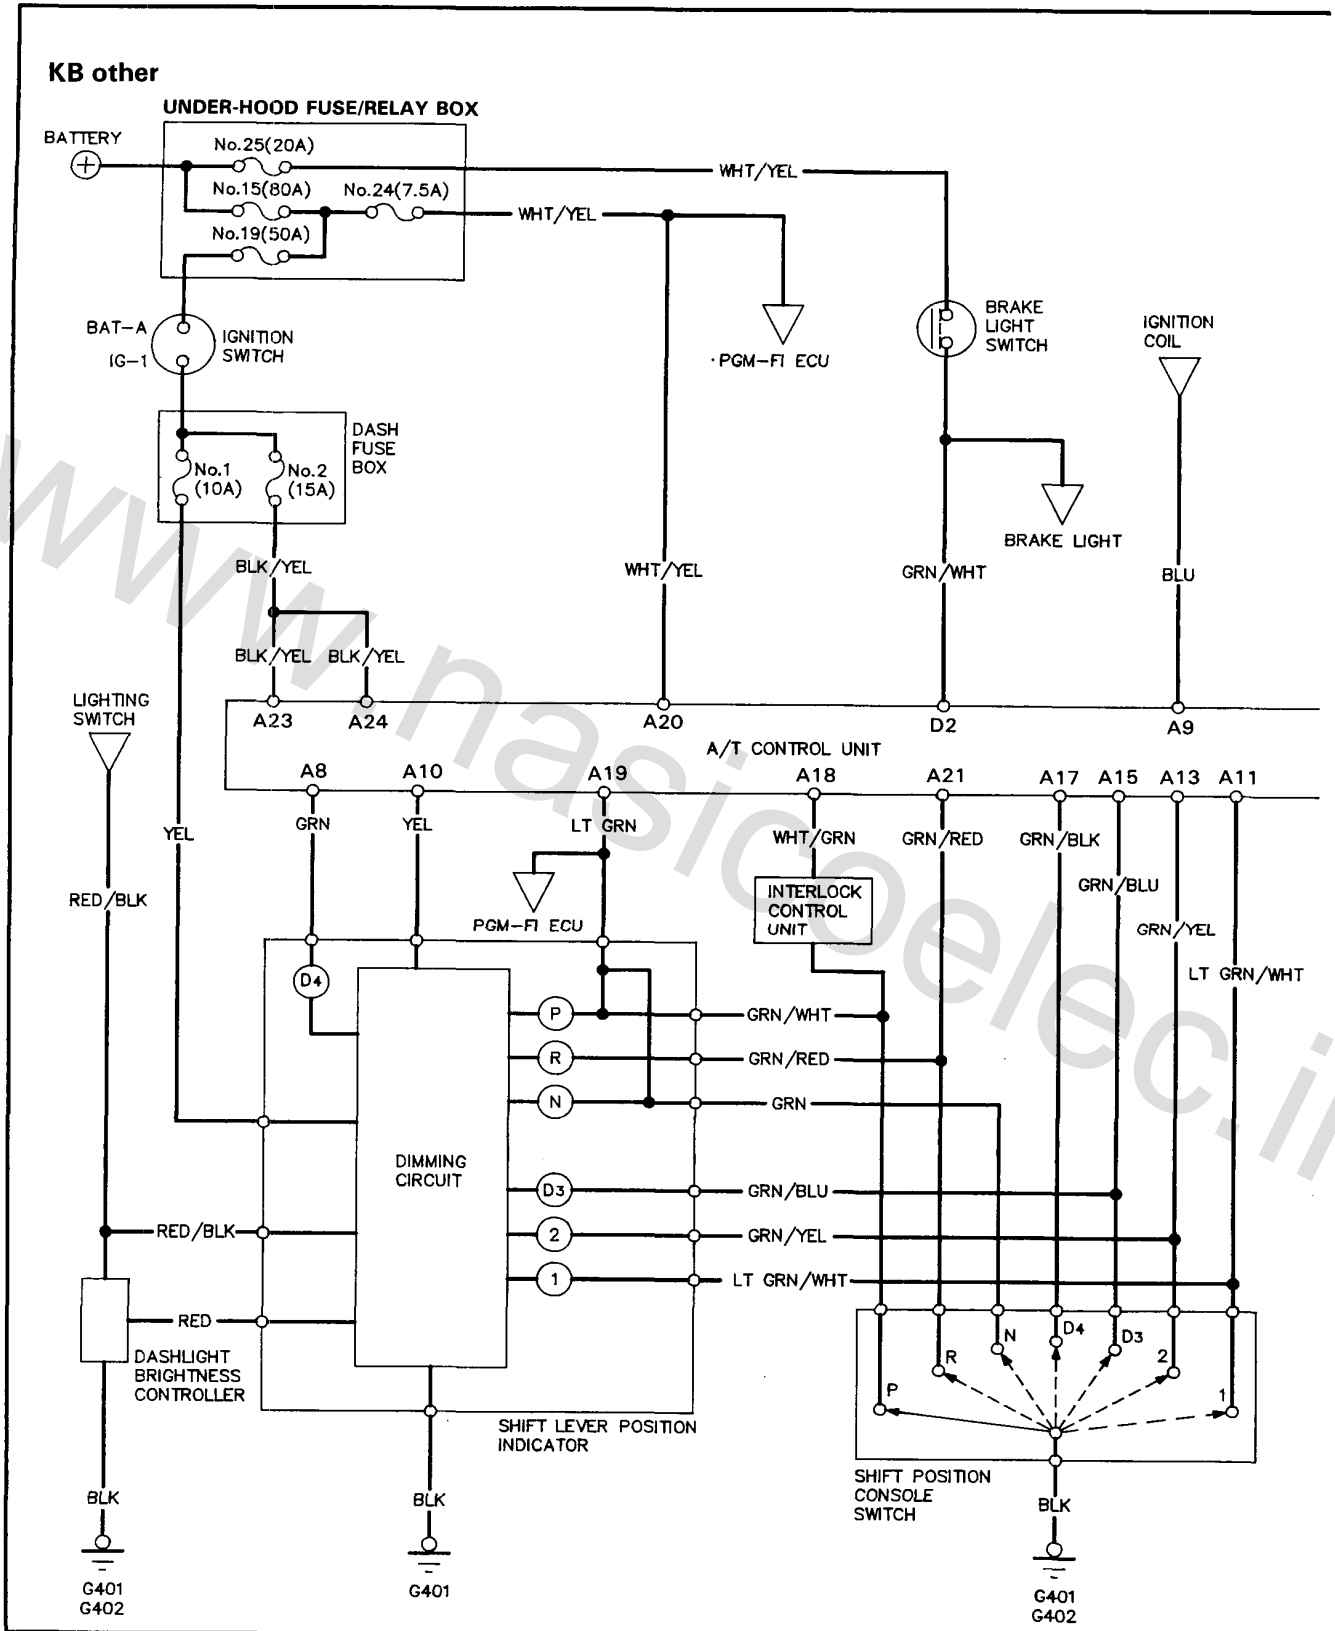 KB other
UNDER-HOOD FUSE/RELAY BOX
BATTERY
No.25(20A)
WHT/YEL
No.15(80A)
No.24(7.5A)
WHT/YEL
No.19(50A)
BAT-A
IG-1
IGNITION
SWITCH
PGM-FI ECU
BRAKE
LIGHT
SWITCH
IGNITION
COIL
DASH
FUSE
BOX
No.1
(10A)
No.2
(15A)
BRAKE LIGHT
BLK/YEL
WHT/YEL
GRN/WHT
BLU
BLK/YEL
BLK/YEL
LIGHTING
SWITCH
A23
A24
A20
D2
A9
A/T CONTROL UNIT
A8
A10
A19
A18
A21
A17
A15
A13
A11
GRN
YEL
LT GRN
WHT/GRN
GRN/RED
GRN/BLK
YEL
GRN/BLU
RED/BLK
PGM-FI ECU
INTERLOCK
CONTROL
UNIT
GRN/YEL
LT GRN/WHT
D4
P
GRN/WHT
R
GRN/RED
N
GRN
DIMMING
CIRCUIT
D3
GRN/BLU
RED/BLK
2
GRN/YEL
1
LT GRN/WHT
RED
DASHLIGHT
BRIGHTNESS
CONTROLLER
P
R
N
D4
D3
2
1
SHIFT LEVER POSITION
INDICATOR
SHIFT POSITION
CONSOLE
SWITCH
BLK
BLK
BLK
G401
G402
G401
G401
G402
www.nasicoelec.ir